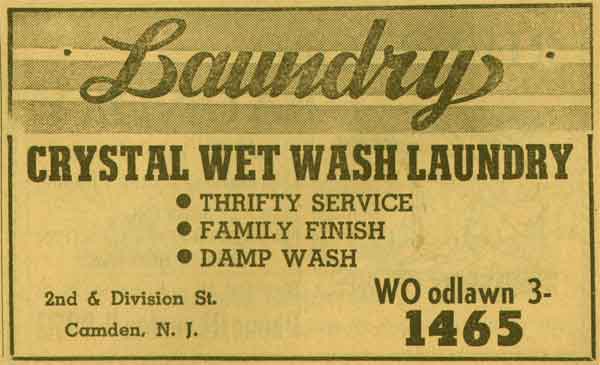 Laundry
CRYSTAL WET WASH LAUNDRY
• THRIFTY SERVICE
• FAMILY FINISH
• DAMP WASH
2nd & Division St.
Camden, N. J.
WO odlawn 3-
1465